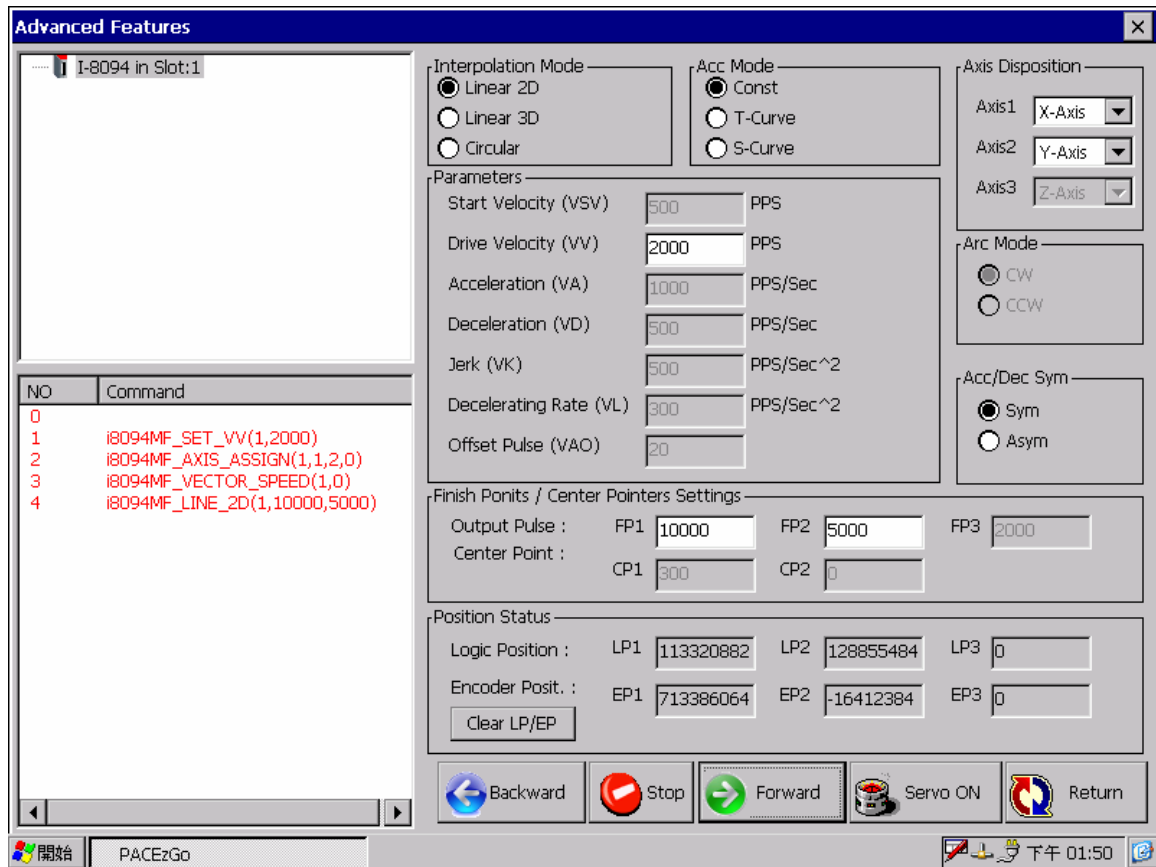 Advanced Features
I-8094 in Slot:1
NO Command
0
1 i8094MF_SET_VV(1,2000)
2 i8094MF_AXIS_ASSIGN(1,1,2,0)
3 i8094MF_VECTOR_SPEED(1,0)
4 i8094MF_LINE_2D(1,10000,5000)
Interpolation Mode
Linear 2D
Linear 3D
Circular
Acc Mode
Const
T-Curve
S-Curve
Axis Disposition
Axis1 X-Axis
Axis2 Y-Axis
Axis3 Z-Axis
Parameters
Start Velocity (VSV) 500 PPS
Drive Velocity (VV) 2000 PPS
Acceleration (VA) 1000 PPS/Sec
Deceleration (VD) 500 PPS/Sec
Jerk (VK) 500 PPS/Sec^2
Decelerating Rate (VL) 300 PPS/Sec^2
Offset Pulse (VAO) 20
Arc Mode
CW
CCW
Acc/Dec Sym
Sym
Asym
Finish Ponits / Center Pointers Settings
Output Pulse : FP1 10000 FP2 5000 FP3 2000
Center Point :
CP1 300 CP2 0
Position Status
Logic Position : LP1 113320882 LP2 128855484 LP3 0
Encoder Posit. : EP1 713386064 EP2 -16412384 EP3 0
Clear LP/EP
Backward Stop Forward Servo ON Return
開始 PACEzGo 下午 01:50